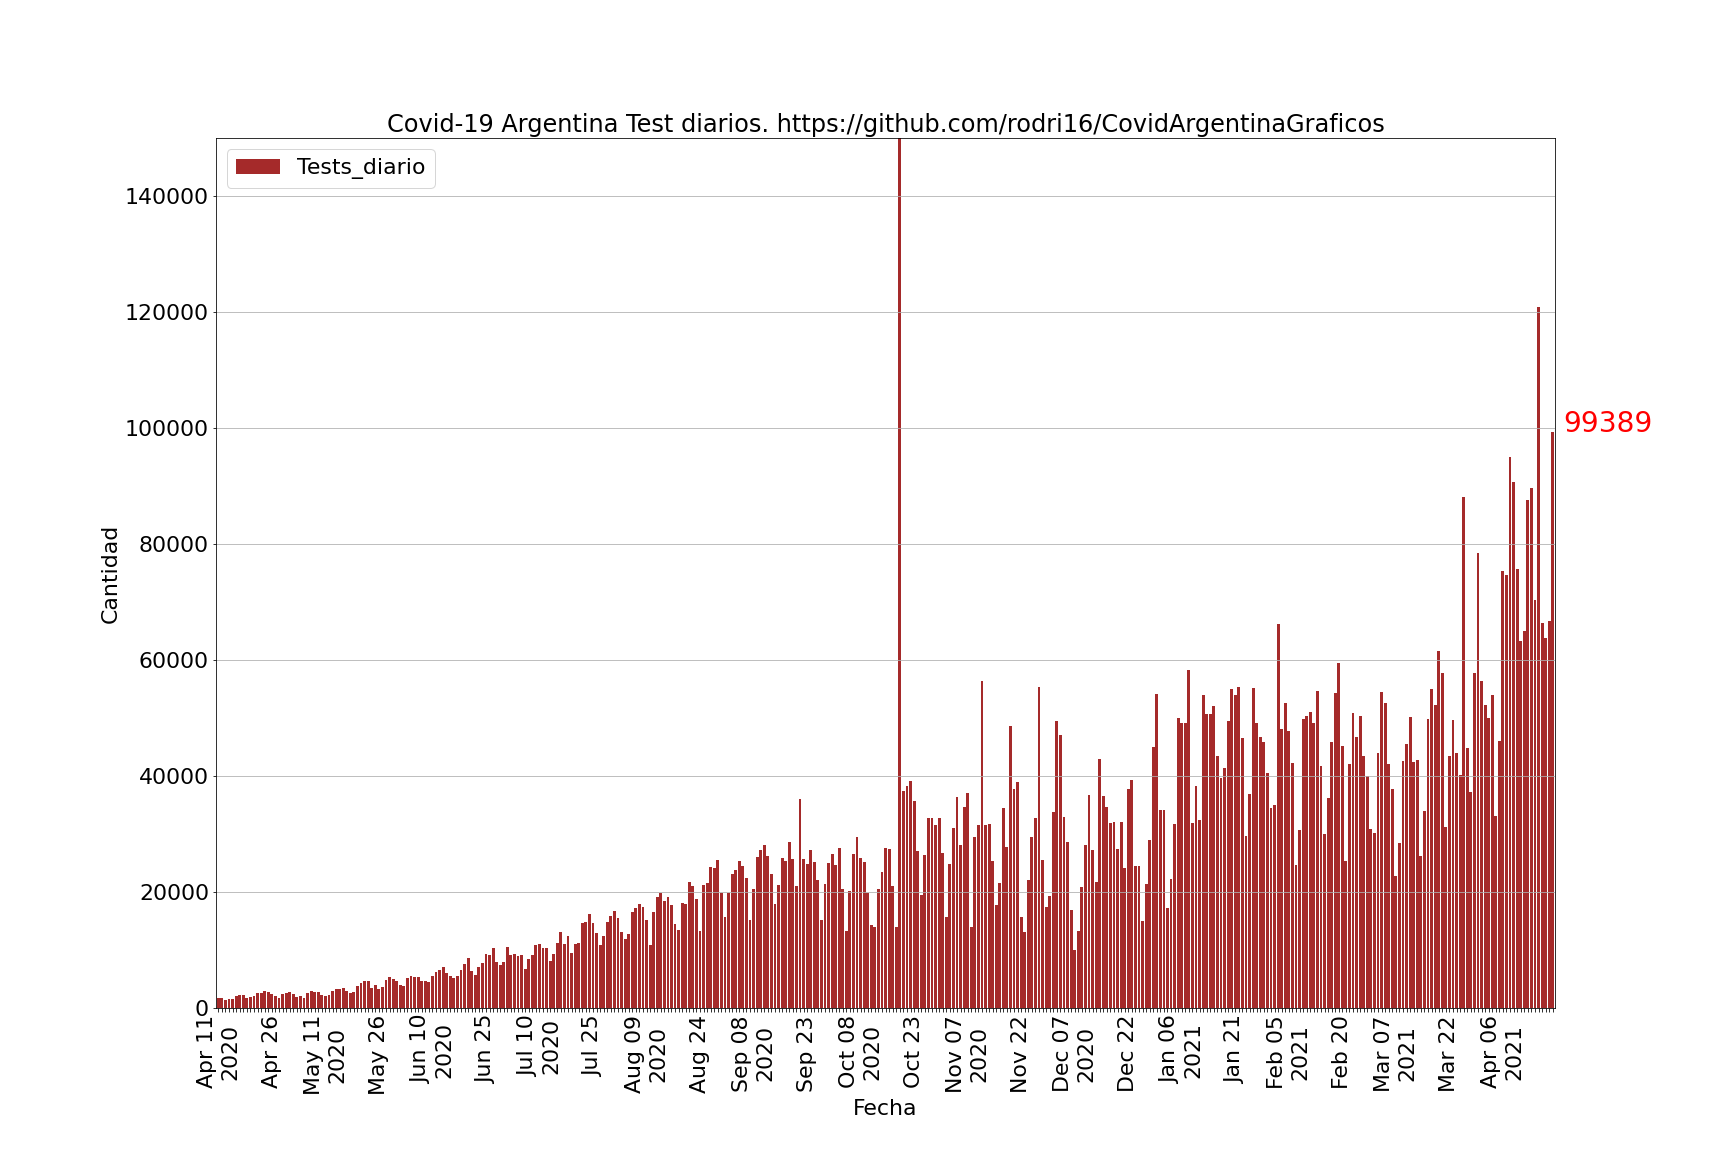 Covid-19 Argentina Test diarios. https://github.com/rodri16/CovidArgentinaGraficos
Tests_diario
140000
120000
100000
80000
60000
40000
20000
0
99389
Cantidad
Apr 11
2020
Apr 26
May 11
2020
May 26
Jun 10
2020
Jun 25
Jul 10
2020
Jul 25
Aug 09
2020
Aug 24
Sep 08
2020
Sep 23
Oct 08
2020
Oct 23
Nov 07
2020
Nov 22
Dec 07
2020
Dec 22
Jan 06
2021
Jan 21
Feb 05
2021
Feb 20
Mar 07
2021
Mar 22
Apr 06
2021
Fecha